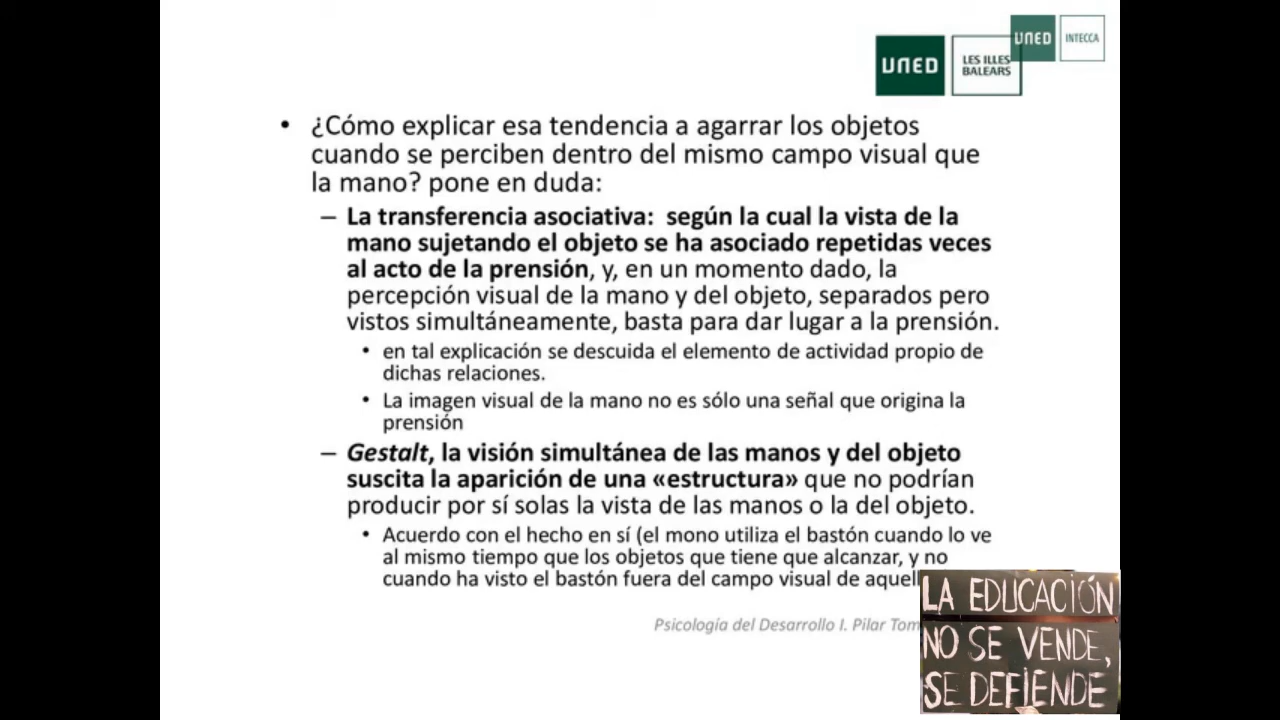 UNED
INTECCA
UNED
LES ILLES
BALEARS
• ¿Cómo explicar esa tendencia a agarrar los objetos
cuando se perciben dentro del mismo campo visual que
la mano? pone en duda:
– La transferencia asociativa: según la cual la vista de la
mano sujetando el objeto se ha asociado repetidas veces
al acto de la prensión, y, en un momento dado, la
percepción visual de la mano y del objeto, separados pero
vistos simultáneamente, basta para dar lugar a la prensión.
• en tal explicación se descuida el elemento de actividad propio de
dichas relaciones.
• La imagen visual de la mano no es sólo una señal que origina la
prensión
– Gestalt, la visión simultánea de las manos y del objeto
suscita la aparición de una «estructura» que no podrían
producir por sí solas la vista de las manos o la del objeto.
• Acuerdo con el hecho en sí (el mono utiliza el bastón cuando lo ve
al mismo tiempo que los objetos que tiene que alcanzar, y no
cuando ha visto el bastón fuera del campo visual de
Psicología del Desarrollo I. Pilar
LA EDUCACIÓN
NO SE VENDE,
SE DEFIENDE